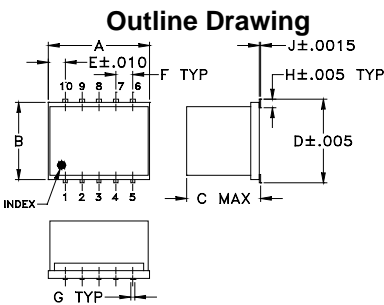 Outline Drawing
A
J±.0015
E±.010
F TYP
H±.005 TYP
10 9 8 7 6
B
D±.005
C MAX
INDEX
1 2 3 4 5
G TYP